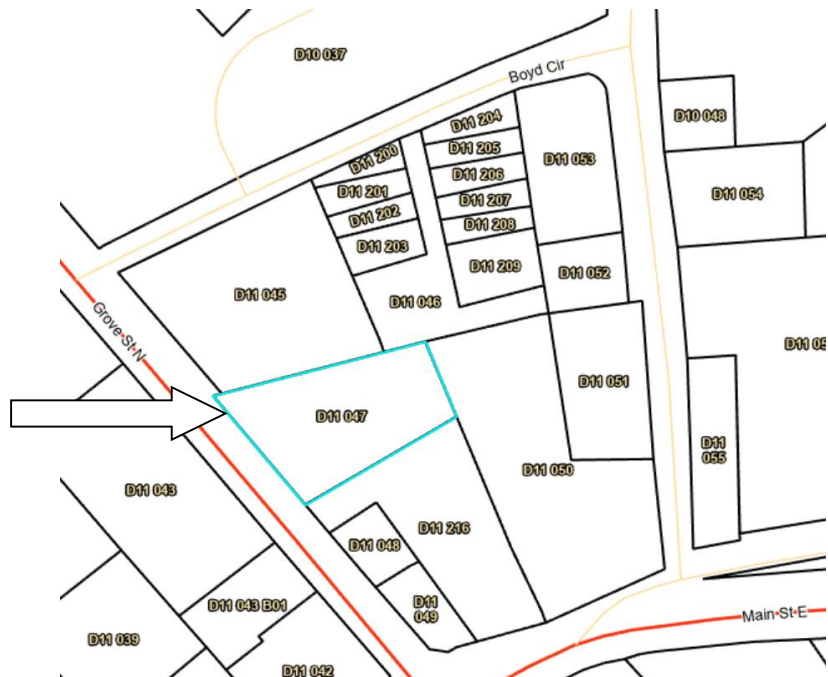 D10 037
Boyd Cir
D11 204
D10 048
D11 205
D11 200
D11 053
D11 206
D11 201
D11 054
D11 207
D11 202
D11 208
D11 203
D11 209
D11 052
D11 045
D11 046
Grove St N
D11 05
D11 051
D11 047
D11
055
D11 050
D11 043
D11 216
D11 048
D11 043 B01
D11
049
Main St E
D11 039
D11 042